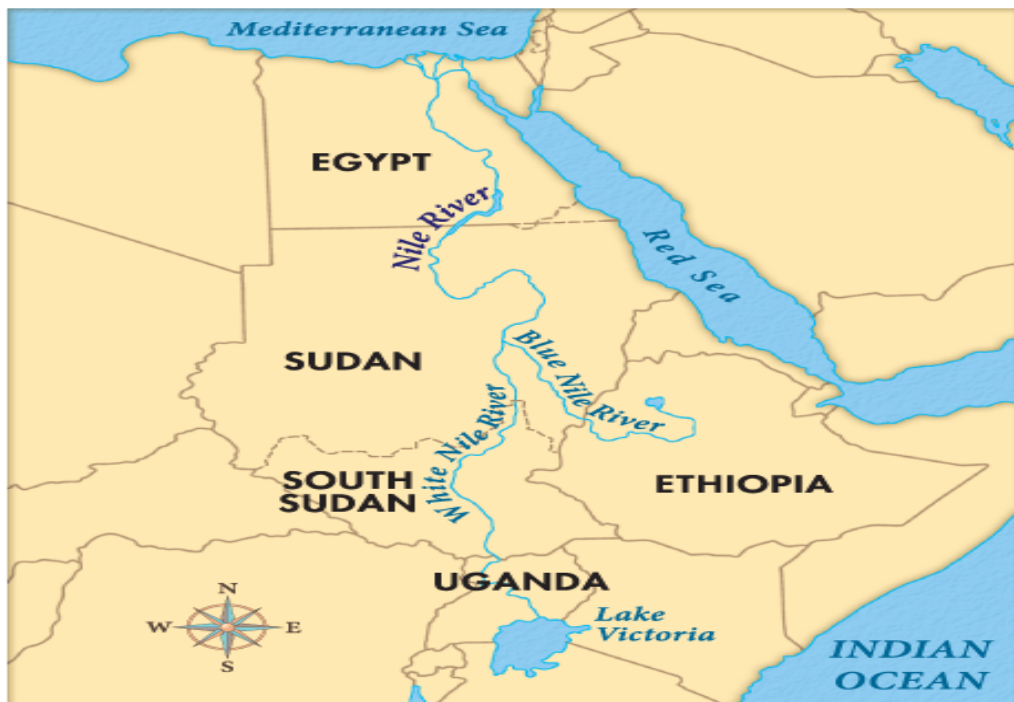 Mediterranean Sea
EGYPT
Nile River
Red Sea
SUDAN
Blue Nile River
White Nile River
SOUTH
SUDAN
ETHIOPIA
UGANDA
Lake
Victoria
N
W
E
S
INDIAN
OCEAN